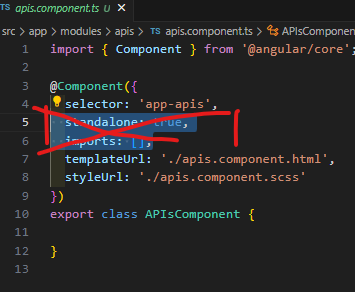 TS apis.component.ts U X
src > app > modules > apis > TS apis.component.ts > APIsComponen
1 import { Component } from '@angular/core';
2
3 @Component({
4 selector: 'app-apis',
5 standalone: true,
6 imports: [],
7 templateUrl: './apis.component.html',
8 styleUrl: './apis.component.scss'
9 })
10 export class APIsComponent {
11
12 }
13